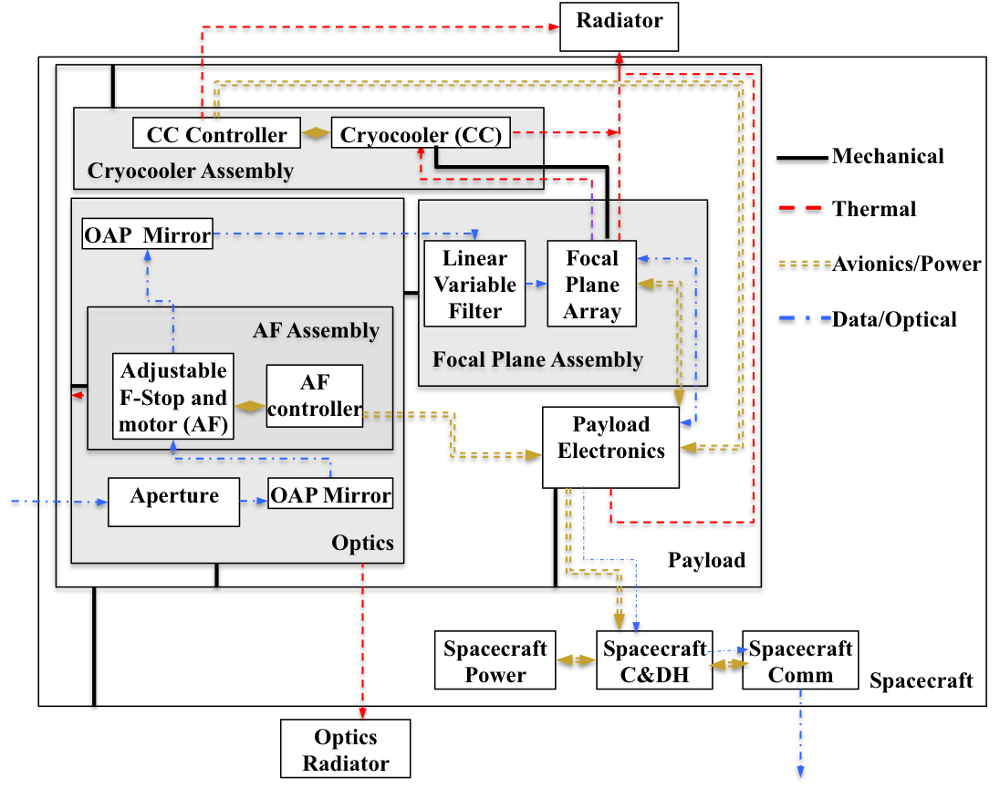 Radiator
CC Controller
Cryocooler (CC)
Cryocooler Assembly
Mechanical
Thermal
Avionics/Power
Data/Optical
OAP  Mirror
Linear
Variable
Filter
Focal
Plane
Array
Focal Plane Assembly
AF Assembly
Adjustable
F-Stop and
motor (AF)
AF
controller
Payload
Electronics
Aperture
OAP Mirror
Optics
Payload
Spacecraft
Power
Spacecraft
C&DH
Spacecraft
Comm
Spacecraft
Optics
Radiator